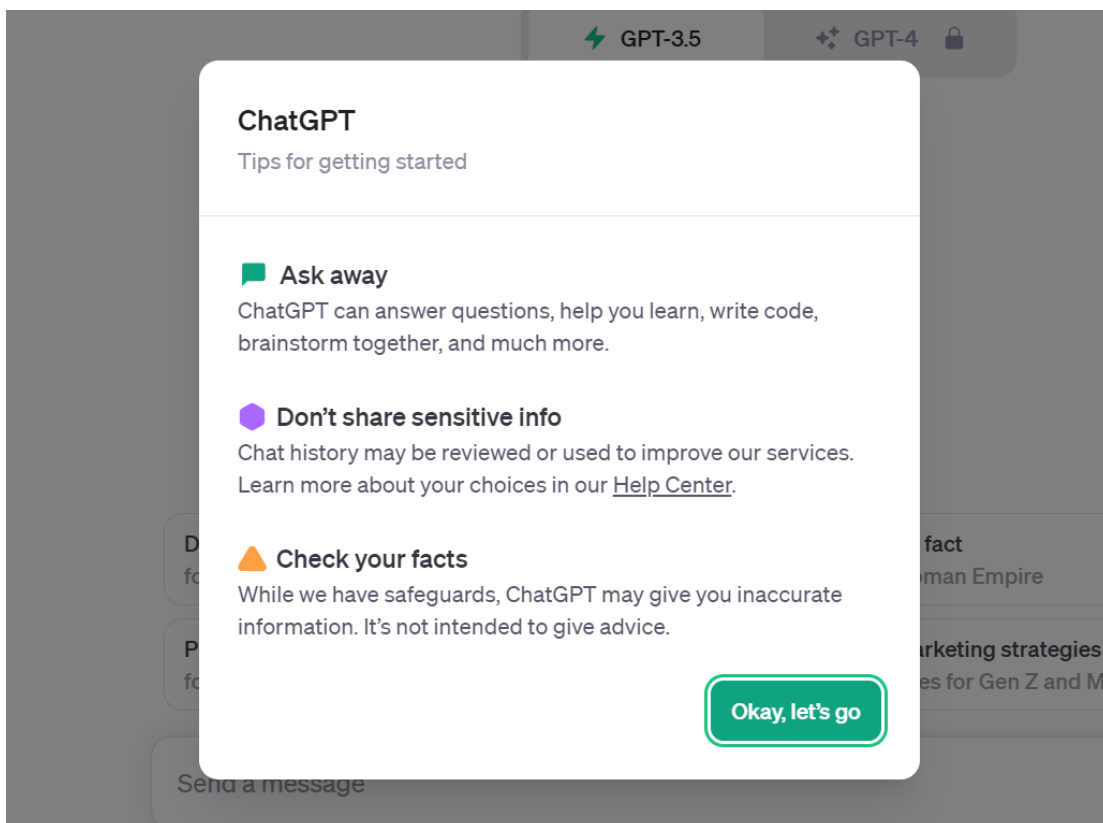 GPT-3.5
GPT-4
ChatGPT
Tips for getting started
Ask away
ChatGPT can answer questions, help you learn, write code,
brainstorm together, and much more.
Don’t share sensitive info
Chat history may be reviewed or used to improve our services.
Learn more about your choices in our Help Center.
Check your facts
While we have safeguards, ChatGPT may give you inaccurate
information. It’s not intended to give advice.
Okay, let’s go
fact
Empire
strategies
for Gen Z and
Send a message